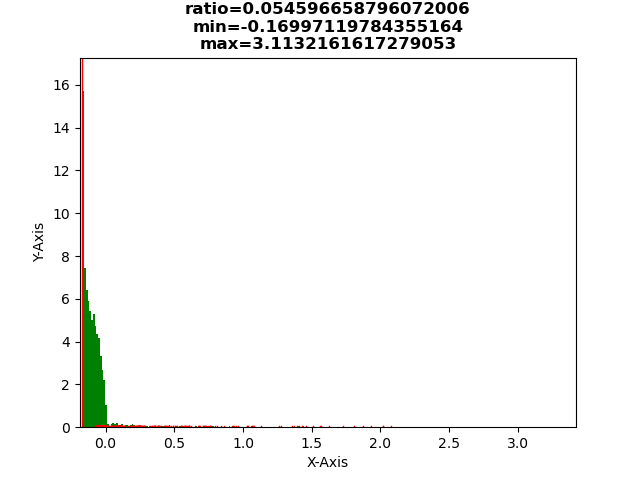 ratio=0.054596658796072006
min=-0.16997119784355164
max=3.1132161617279053
16
14
12
10
8
6
4
2
0
Y-Axis
0.0 0.5 1.0 1.5 2.0 2.5 3.0
X-Axis